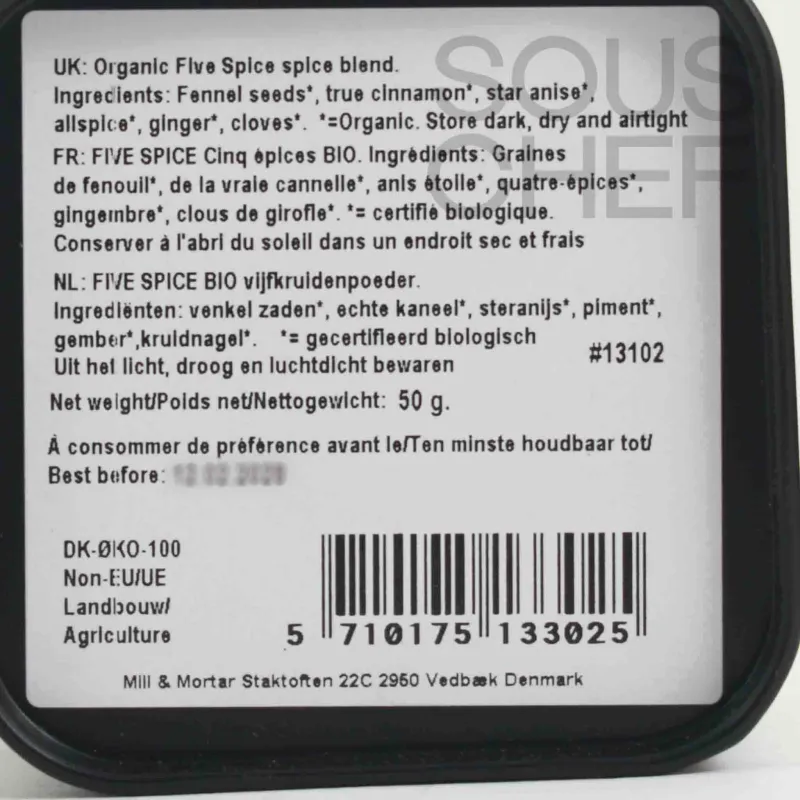 SOUS
CHEF
UK: Organic Five Spice spice blend.
Ingredients: Fennel seeds*, true cinnamon*, star anise*,
allspice*, ginger*, cloves*. *=Organic. Store dark, dry and airtight
FR: FIVE SPICE Cinq épices BIO. Ingrédients: Graines
de fenouil*, de la vraie cannelle*, anis étoile*, quatre-épices*,
gingembre*, clous de girofle*. *= certifié biologique.
Conserver à l'abri du soleil dans un endroit sec et frais
NL: FIVE SPICE BIO vijfkruidenpoeder.
Ingrediënten: venkel zaden*, echte kaneel*, steranijs*, piment*,
gember*,kruidnagel*. *= gecertifieerd biologisch
Uit het licht, droog en luchtdicht bewaren
#13102
Net weight/Poids net/Nettogewicht: 50 g.
À consommer de préférence avant le/Ten minste houdbaar tot/
Best before:
DK-ØKO-100
Non-EU/UE
Landbouw/
Agriculture
5 710175 133025
Mill & Mortar Staktoften 22C 2950 Vedbæk Denmark